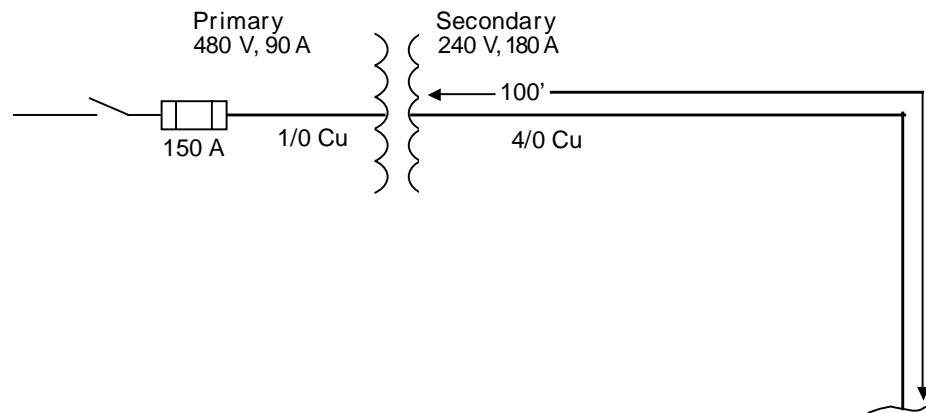 Primary
480 V, 90 A
Secondary
240 V, 180 A
100’
150 A
1/0 Cu
4/0 Cu